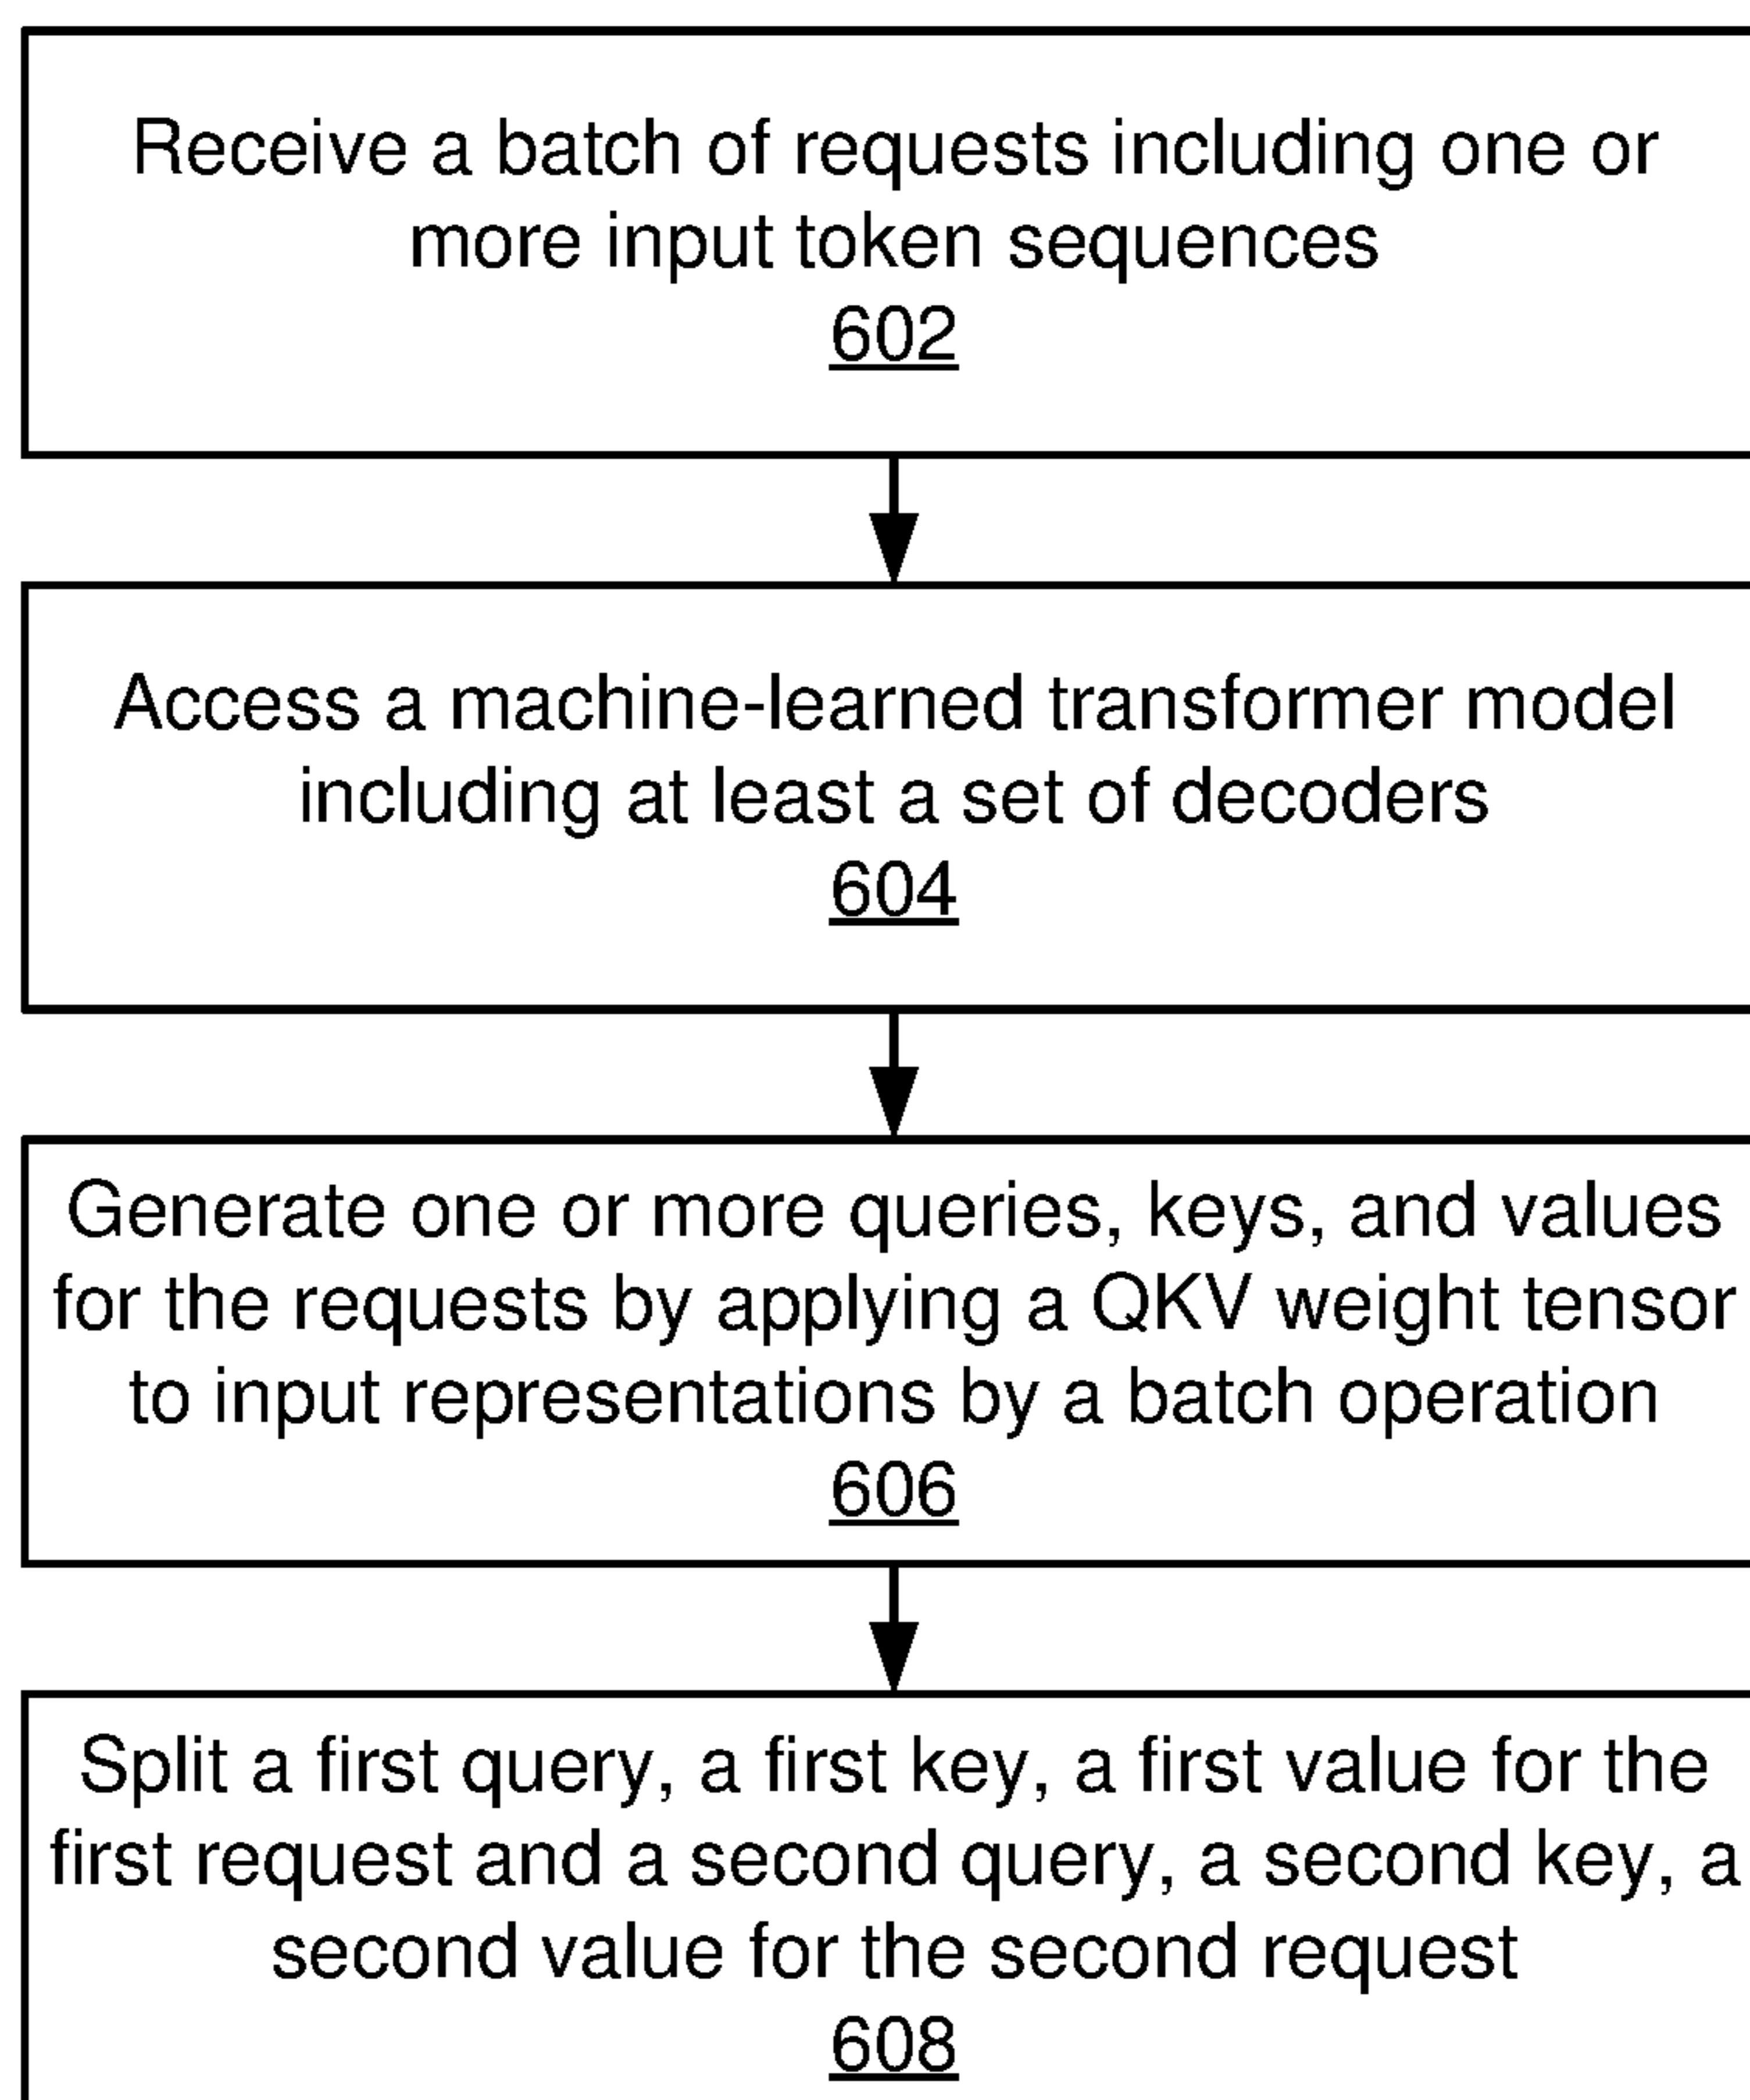 Receive a batch of requests including one or
more input token sequences
602
Access a machine-learned transformer model
including at least a set of decoders
604
Generate one or more queries, keys, and values
for the requests by applying a QKV weight tensor
to input representations by a batch operation
606
Split a first query, a first key, a first value for the
first request and a second query, a second key, a
second value for the second request
608